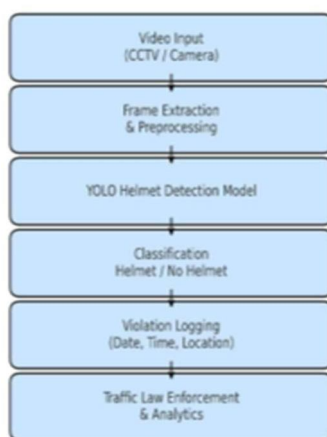 Video Input
(CCTV / Camera)
Frame Extraction
& Preprocessing
YOLO Helmet Detection Model
Classification
Helmet / No Helmet
Violation Logging
(Date, Time, Location)
Traffic Law Enforcement
& Analytics